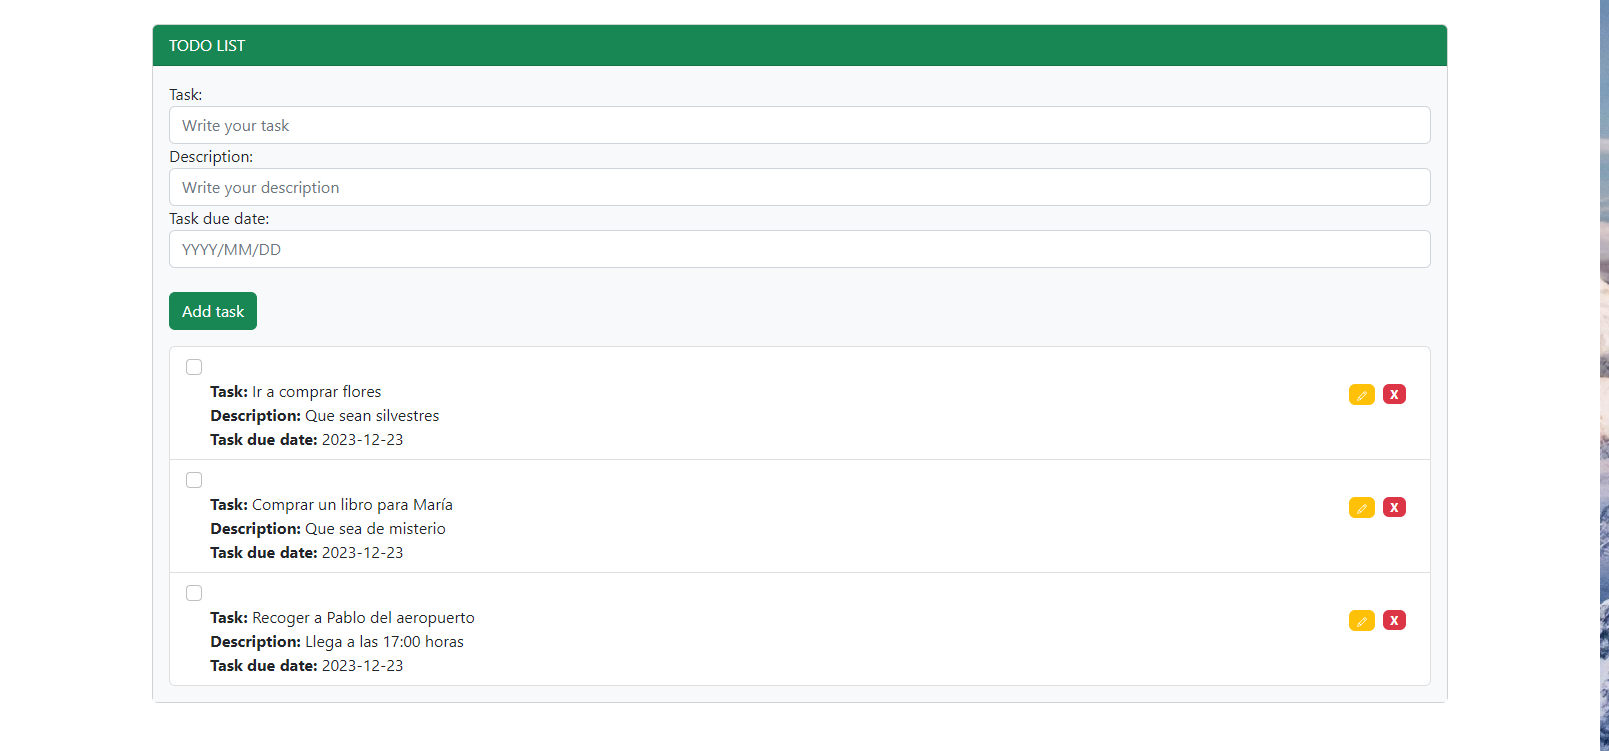 TODO LIST
Task:
Write your task
Description:
Write your description
Task due date:
YYYY/MM/DD
Add task
Task: Ir a comprar flores
Description: Que sean silvestres
Task due date: 2023-12-23
X
Task: Comprar un libro para María
Description: Que sea de misterio
Task due date: 2023-12-23
X
Task: Recoger a Pablo del aeropuerto
Description: Llega a las 17:00 horas
Task due date: 2023-12-23
X